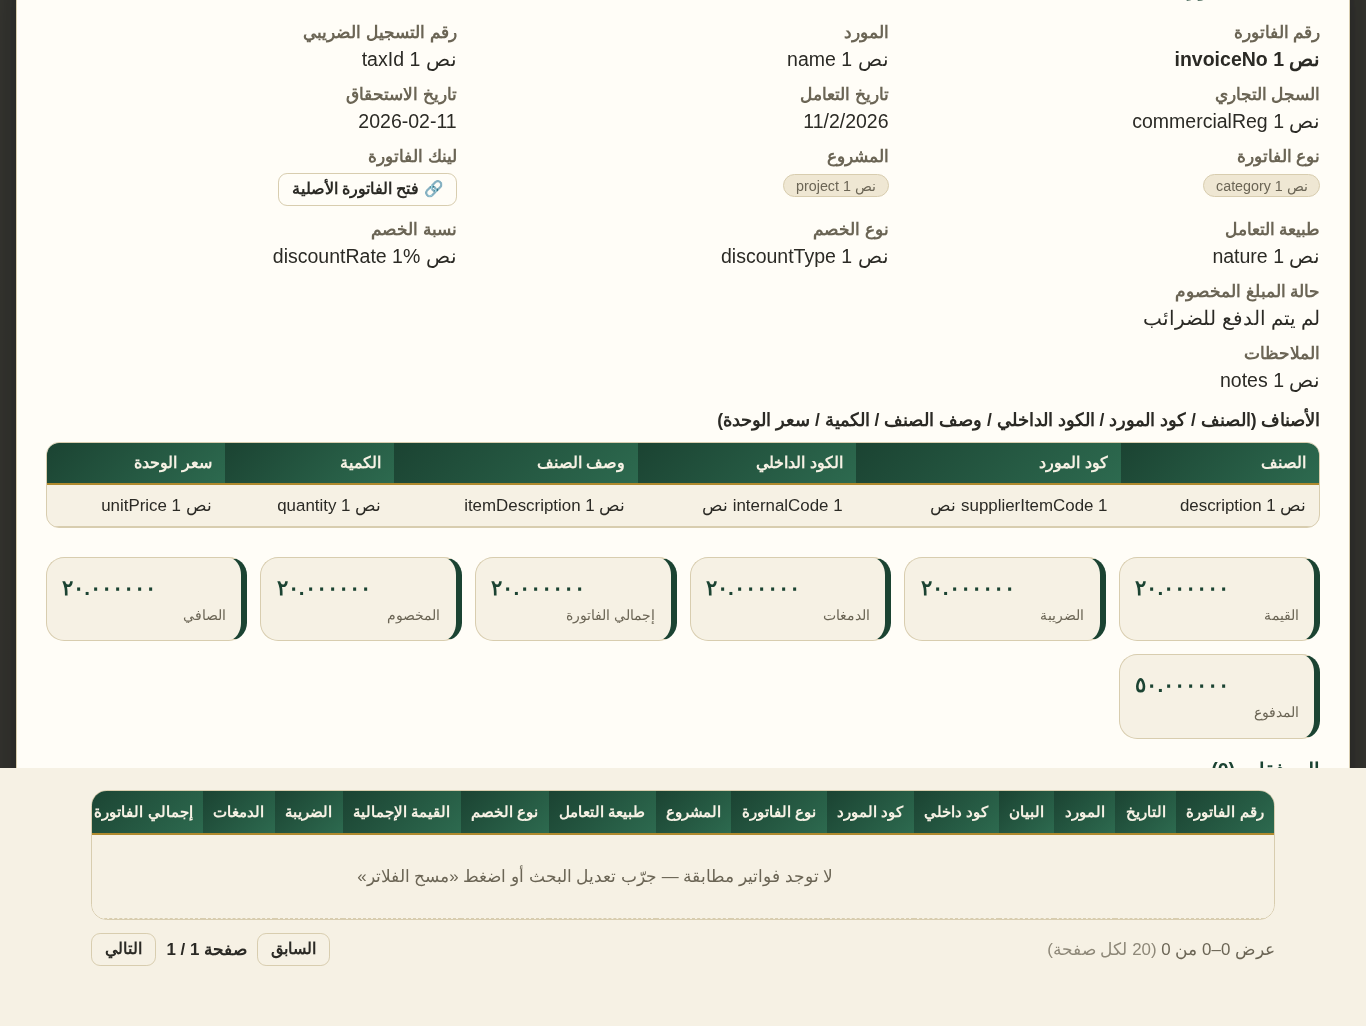 رقم الفاتورة المورد رقم التسجيل الضريبي
نص 1 invoiceNo نص 1 name نص 1 taxId
السجل التجاري تاريخ التعامل تاريخ الاستحقاق
نص 1 commercialReg 11/2/2026 2026-02-11
نوع الفاتورة المشروع لينك الفاتورة
نص 1 category نص 1 project 🔗 فتح الفاتورة الأصلية
طبيعة التعامل نوع الخصم نسبة الخصم
نص 1 nature نص 1 discountType نص 1% discountRate
حالة المبلغ المخصوم
لم يتم الدفع للضرائب
الملاحظات
نص 1 notes
الأصناف (الصنف / كود المورد / الكود الداخلي / وصف الصنف / الكمية / سعر الوحدة)
الصنف كود المورد الكود الداخلي وصف الصنف الكمية سعر الوحدة
نص 1 description نص supplierItemCode 1 نص internalCode 1 نص 1 itemDescription نص 1 quantity نص 1 unitPrice
٢٠.٠٠٠٠٠٠ ٢٠.٠٠٠٠٠٠ ٢٠.٠٠٠٠٠٠ ٢٠.٠٠٠٠٠٠ ٢٠.٠٠٠٠٠٠ ٢٠.٠٠٠٠٠٠
القيمة الضريبة الدمغات إجمالي الفاتورة المخصوم الصافي
٥٠.٠٠٠٠٠٠
المدفوع
رقم الفاتورة التاريخ المورد البيان كود داخلي كود المورد نوع الفاتورة المشروع طبيعة التعامل نوع الخصم القيمة الإجمالية الضريبة الدمغات إجمالي الفاتورة
لا توجد فواتير مطابقة — جرّب تعديل البحث أو اضغط «مسح الفلاتر»
عرض 0–0 من 0 (20 لكل صفحة) السابق صفحة 1 / 1 التالي